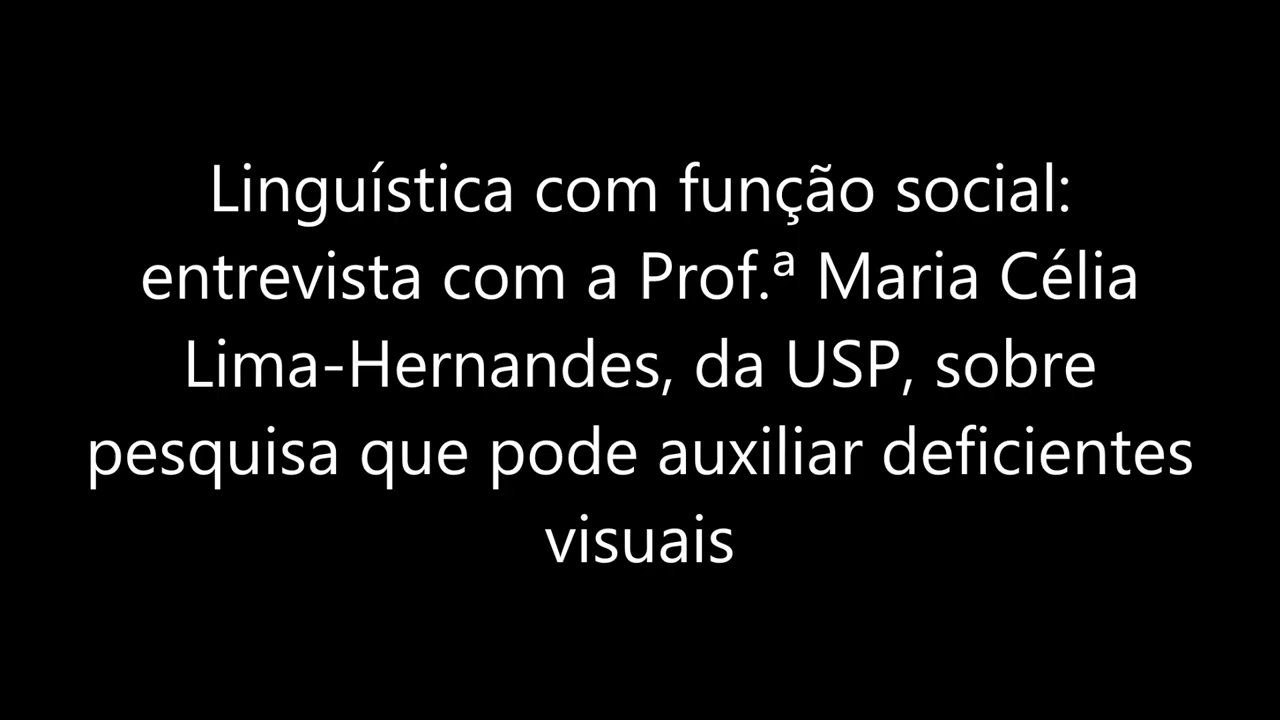 Linguística com função social:
entrevista com a Prof.ª Maria Célia
Lima-Hernandes, da USP, sobre
pesquisa que pode auxiliar deficientes
visuais